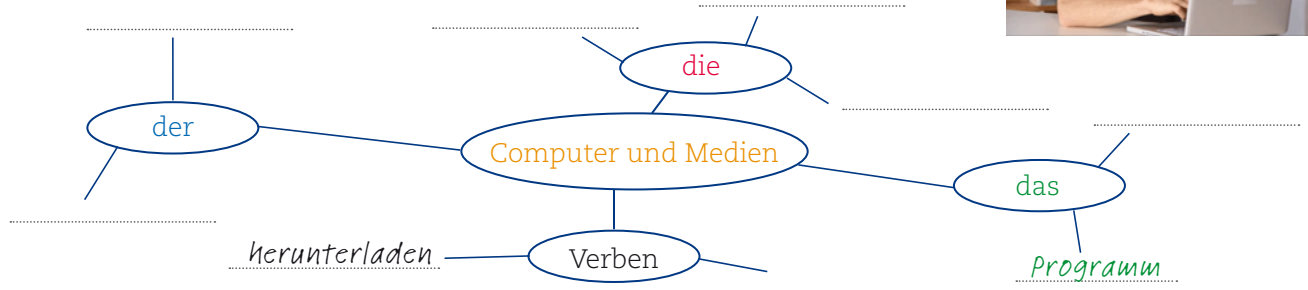 die
der
Computer und Medien
das
herunterladen
Verben
Programm